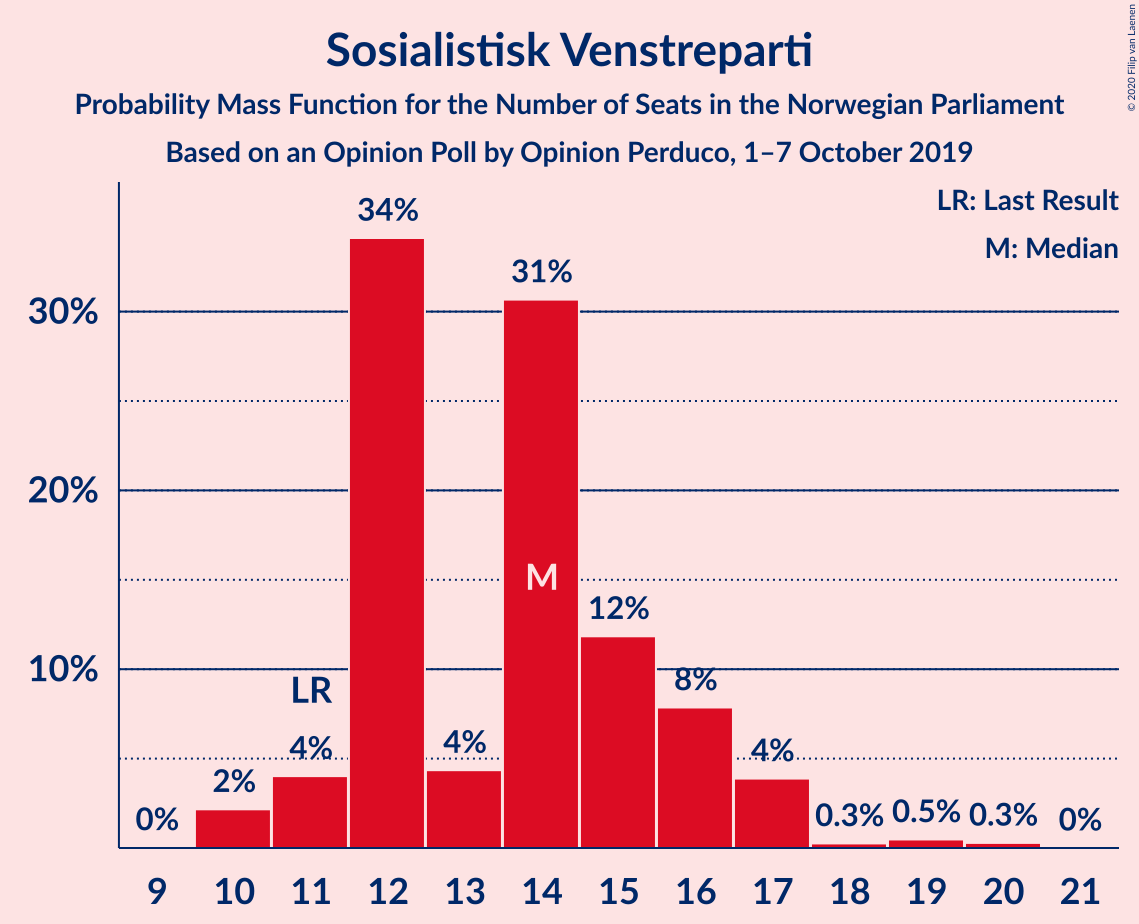 Sosialistisk Venstreparti
Probability Mass Function for the Number of Seats in the Norwegian Parliament
Based on an Opinion Poll by Opinion Perduco, 1–7 October 2019
© 2020 Filip van Laenen
LR: Last Result
M: Median
34%
31%
30%
20%
M
12%
10%
8%
LR
4%
4%
4%
2%
0%
0.3%
0.5%
0.3%
0%
9 10 11 12 13 14 15 16 17 18 19 20 21